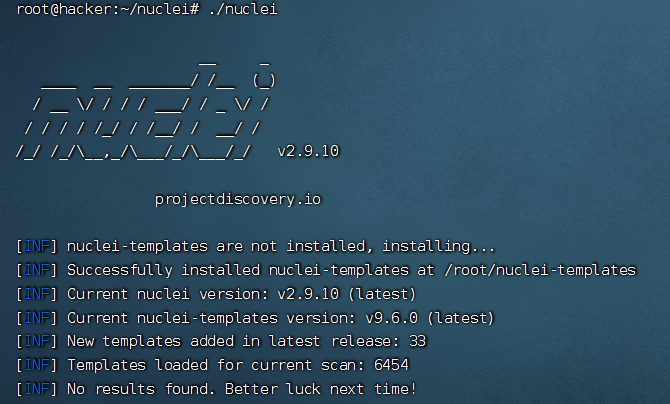 root@hacker:~/nuclei# ./nuclei
                     __     _
   ____  __  _______/ /__  (_)
  / __ \/ / / / ___/ / _ \/ /
 / / / / /_/ / /__/ /  __/ /
/_/ /_/\__,_/\___/_/\___/_/   v2.9.10
projectdiscovery.io
[INF] nuclei-templates are not installed, installing...
[INF] Successfully installed nuclei-templates at /root/nuclei-templates
[INF] Current nuclei version: v2.9.10 (latest)
[INF] Current nuclei-templates version: v9.6.0 (latest)
[INF] New templates added in latest release: 33
[INF] Templates loaded for current scan: 6454
[INF] No results found. Better luck next time!